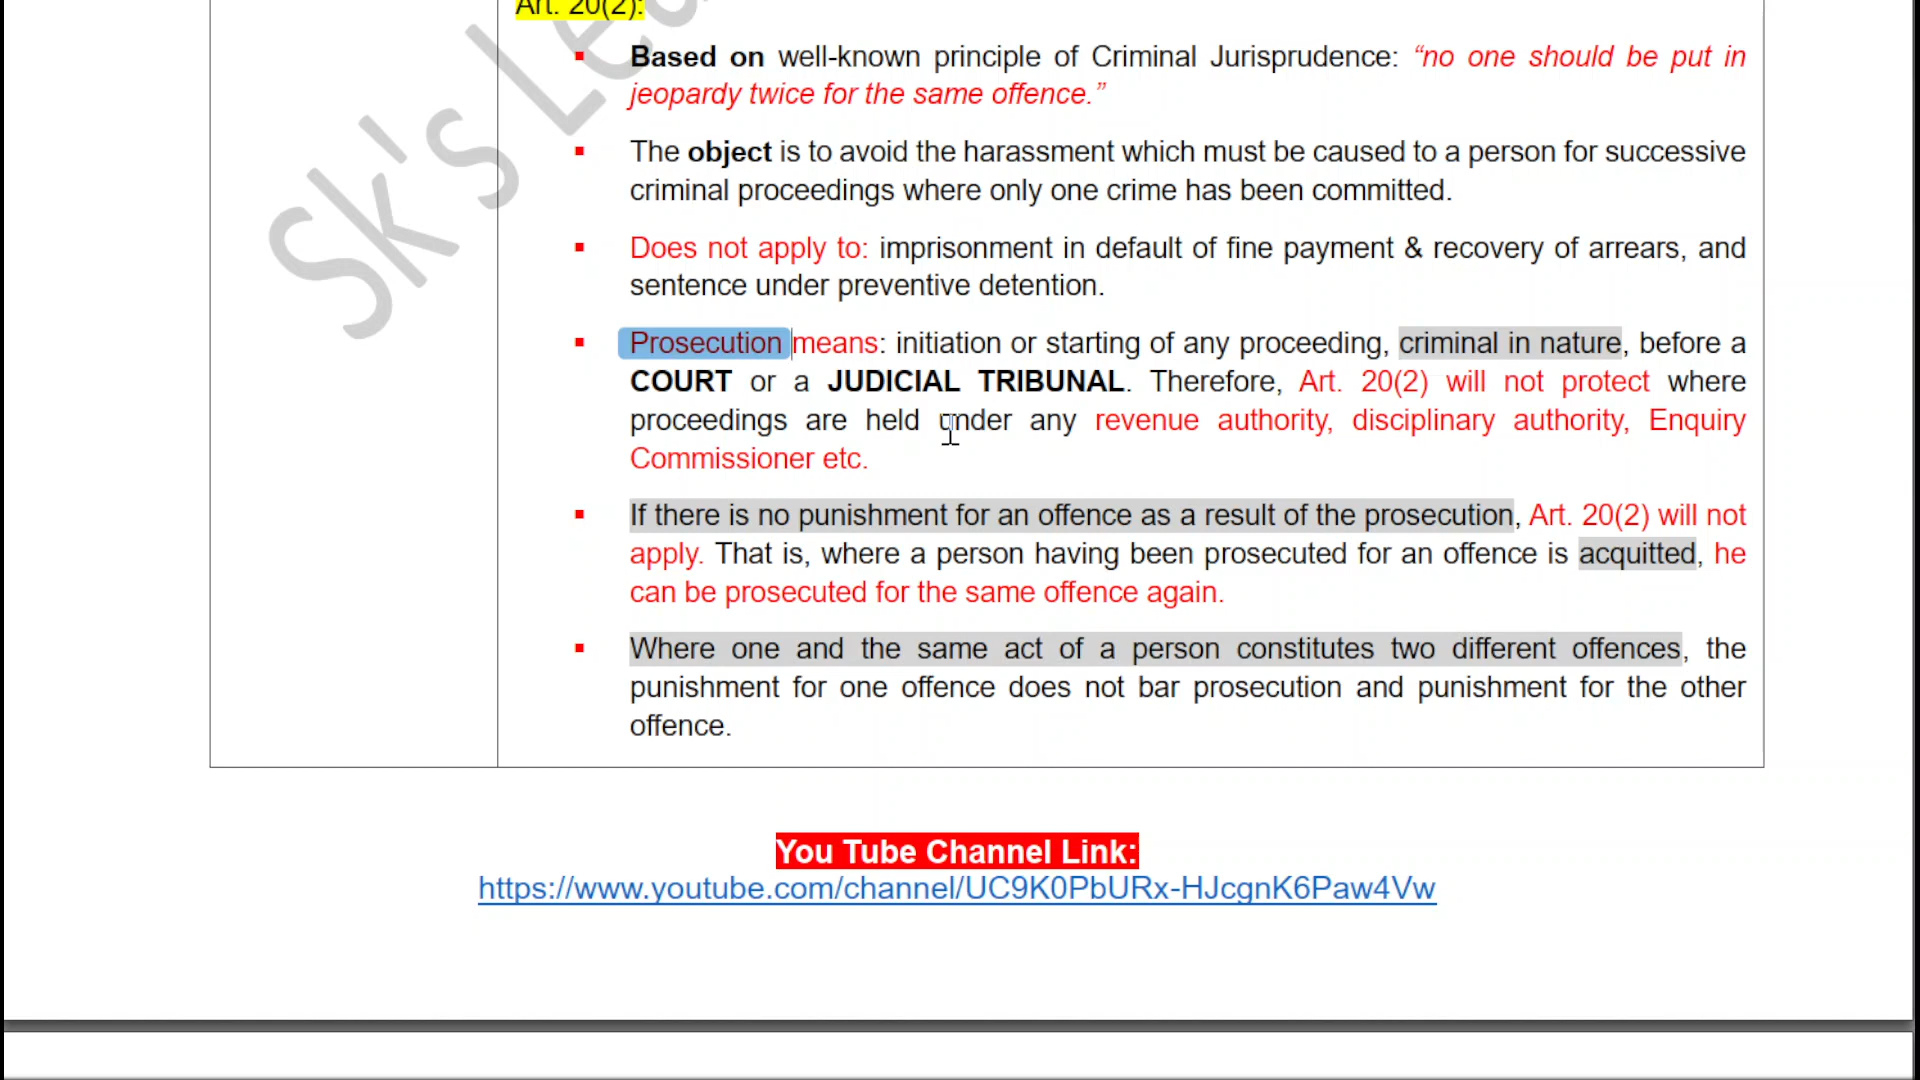 Art. 20(2):
▪ Based on well-known principle of Criminal Jurisprudence: “no one should be put in
jeopardy twice for the same offence.”
▪ The object is to avoid the harassment which must be caused to a person for successive
criminal proceedings where only one crime has been committed.
▪ Does not apply to: imprisonment in default of fine payment & recovery of arrears, and
sentence under preventive detention.
▪ Prosecution means: initiation or starting of any proceeding, criminal in nature, before a
COURT or a JUDICIAL TRIBUNAL. Therefore, Art. 20(2) will not protect where
proceedings are held under any revenue authority, disciplinary authority, Enquiry
Commissioner etc.
▪ If there is no punishment for an offence as a result of the prosecution, Art. 20(2) will not
apply. That is, where a person having been prosecuted for an offence is acquitted, he
can be prosecuted for the same offence again.
▪ Where one and the same act of a person constitutes two different offences, the
punishment for one offence does not bar prosecution and punishment for the other
offence.
Sk's
You Tube Channel Link:
https://www.youtube.com/channel/UC9K0PbURx-HJcgnK6Paw4Vw